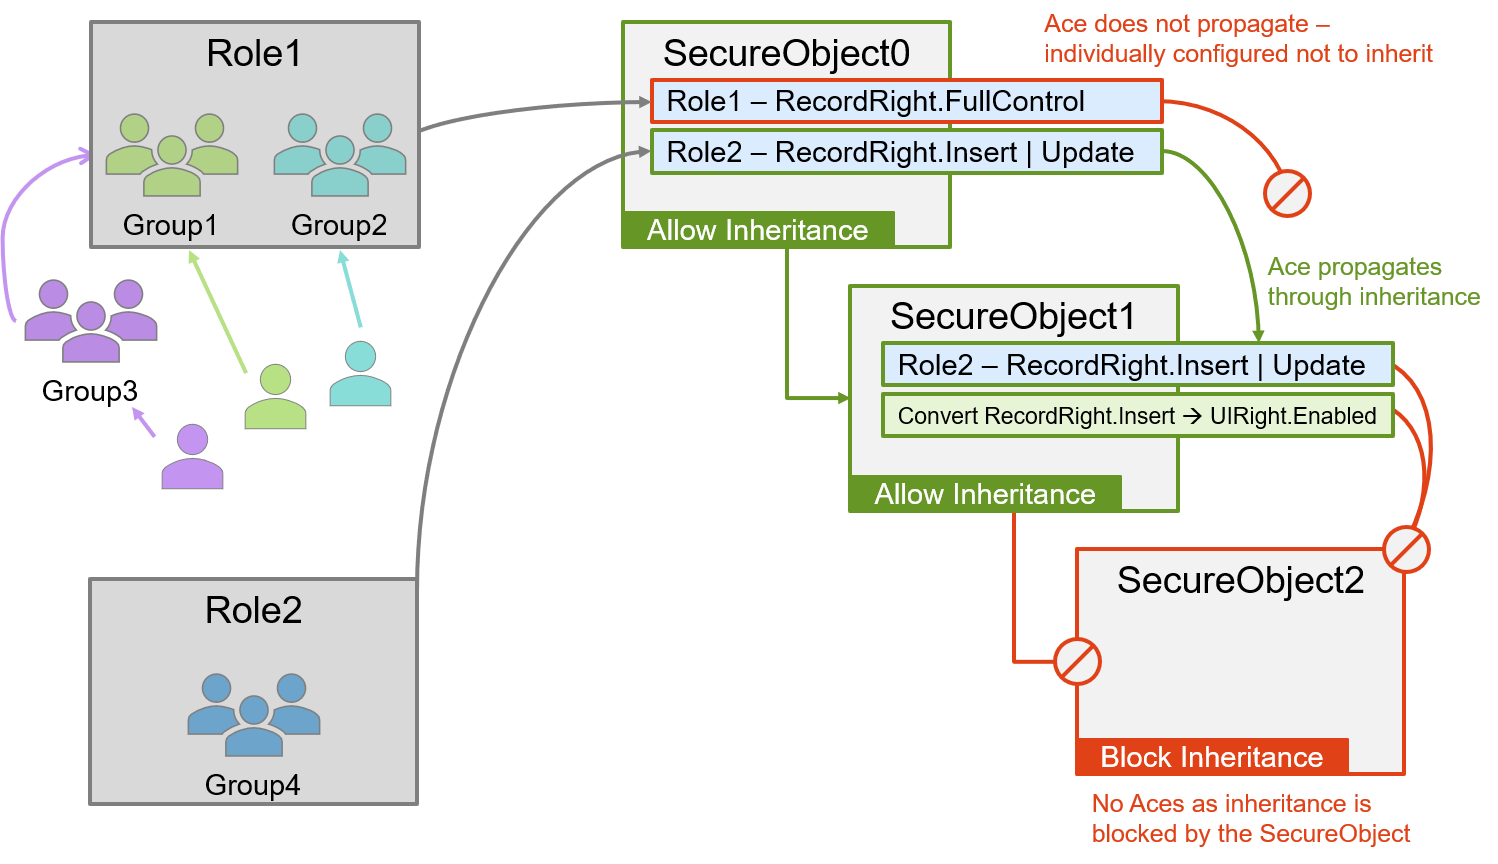 Role1
Group1
Group2
Group3
Role2
Group4
SecureObject0
Role1 – RecordRight.FullControl
Role2 – RecordRight.Insert | Update
Allow Inheritance
Ace does not propagate –
individually configured not to inherit
Ace propagates
through inheritance
SecureObject1
Role2 – RecordRight.Insert | Update
Convert RecordRight.Insert → UIRight.Enabled
Allow Inheritance
SecureObject2
Block Inheritance
No Aces as inheritance is
blocked by the SecureObject